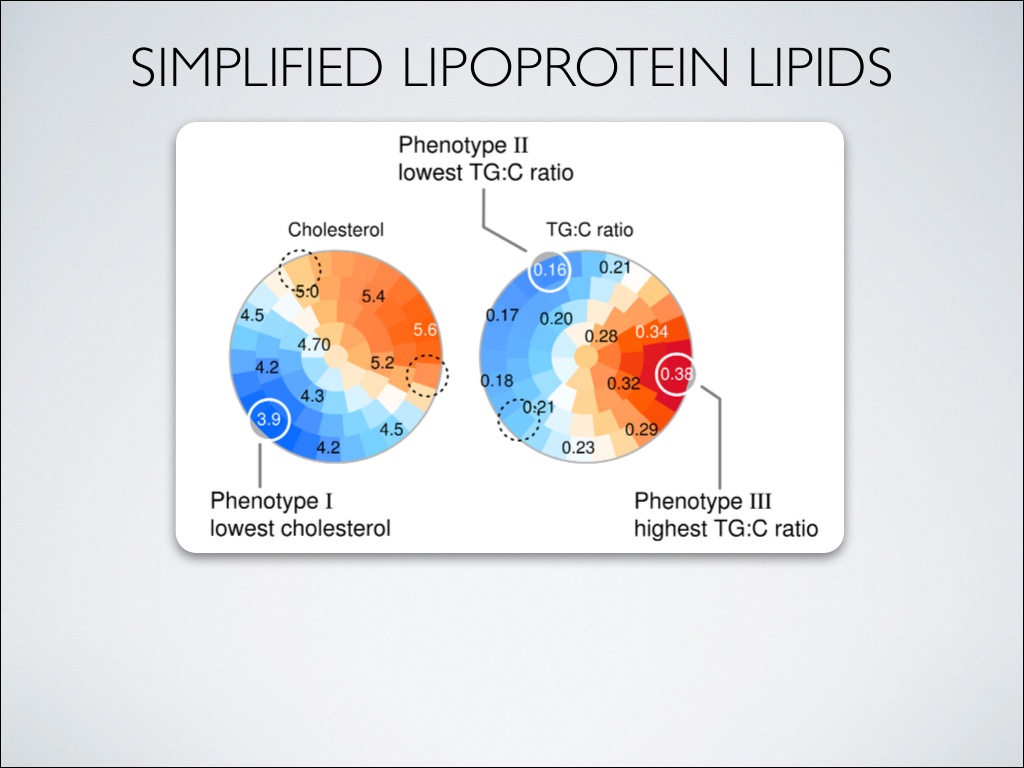 SIMPLIFIED LIPOPROTEIN LIPIDS
Phenotype II
lowest TG:C ratio
Cholesterol
TG:C ratio
5.0
5.4
4.5
5.6
4.70
5.2
4.2
4.3
3.9
4.5
4.2
0.16
0.21
0.17
0.20
0.28
0.34
0.18
0.32
0.38
0.21
0.29
0.23
Phenotype I
lowest cholesterol
Phenotype III
highest TG:C ratio